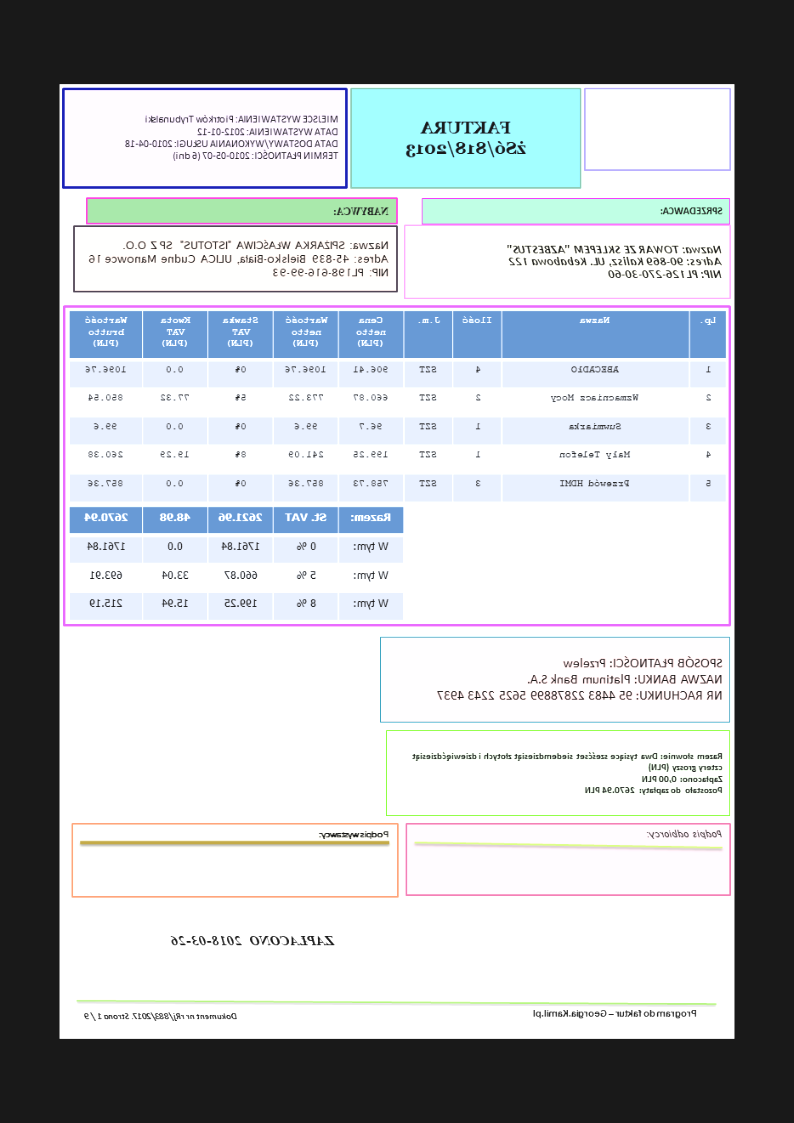 FAKTURA
żSó/818/2013
MIEJSCE WYSTAWIENIA: Piotrków Trybunalski
DATA WYSTAWIENIA: 2012-01-12
DATA DOSTAWY/WYKONANIA USŁUGI: 2010-04-18
TERMIN PŁATNOŚCI: 2010-05-07 (6 dni)
SPRZEDAWCA:
Nazwa: TOWAR ZE SKLEPEM "AZBESTUS"
Adres: 90-869 Kalisz, UL. Kebabowa 122
NIP: PL126-270-30-60
NABYWCA:
Nazwa: SPIŻARKA WŁAŚCIWA "ISTOTUS" SP Z O.O.
Adres: 45-839 Bielsko-Biała, ULICA Cudne Manowce 16
NIP: PL198-616-99-93
Lp. Nazwa Ilość J.m. Cena netto (PLN) Wartość netto (PLN) Stawka VAT (PLN) Kwota VAT (PLN) Wartość brutto (PLN)
1 ABECADŁO 4 SZT 906.41 1096.76 0% 0.0 1096.76
2 Wzmacniacz Mocy 2 SZT 660.87 773.22 5% 77.32 850.54
3 Suwmiarka 1 SZT 96.7 99.6 0% 0.0 99.6
4 Mały Telefon 1 SZT 199.25 241.09 8% 19.29 260.38
5 Przewód HDMI 3 SZT 758.73 857.36 0% 0.0 857.36
Razem: ST. VAT 2621.96 48.98 2670.94
W tym: 0 % 1761.84 0.0 1761.84
W tym: 5 % 660.87 33.04 693.91
W tym: 8 % 199.25 15.94 215.19
SPOSÓB PŁATNOŚCI: Przelew
NAZWA BANKU: Platinum Bank S.A.
NR RACHUNKU: 95 4483 22878899 5625 2243 4937
Razem słownie: Dwa tysiące sześćset siedemdziesiąt złotych i dziewięćdziesiąt
cztery groszy (PLN)
Zapłacono: 0,00 PLN
Pozostało do zapłaty: 2670.94 PLN
Podpis odbiorcy:
Podpis wystawcy:
ZAPŁACONO 2018-03-26
Program do faktur – Georgia.Kamil.pl
Dokument nr rRj/883/2017. Strona 1 / 9